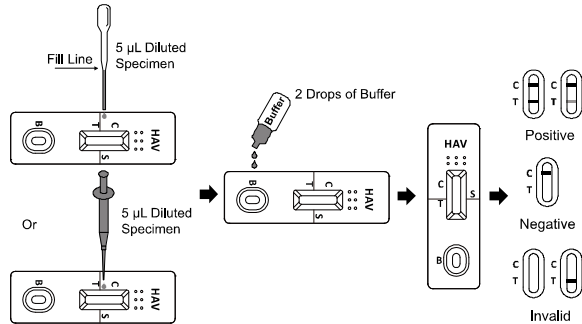 Fill Line
5 µL Diluted
Specimen
B
T C
S
HAV
Or
5 µL Diluted
Specimen
B
T C
S
HAV
Buffer
2 Drops of Buffer
B
T C
S
HAV
HAV
C
T
S
B
C
T
C
T
Positive
C
T
Negative
C
T
C
T
Invalid